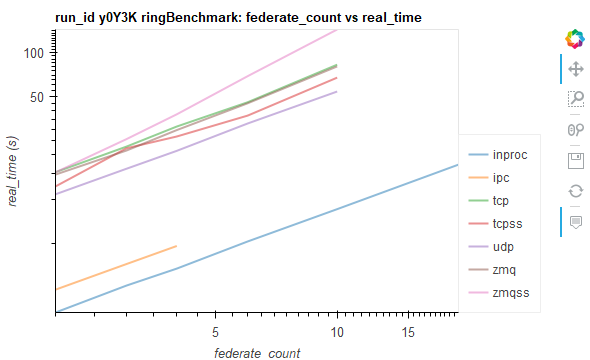 run_id y0Y3K ringBenchmark: federate_count vs real_time
100
50
real_time (s)
5
10
15
federate_count
inproc
ipc
tcp
tcpss
udp
zmq
zmqss